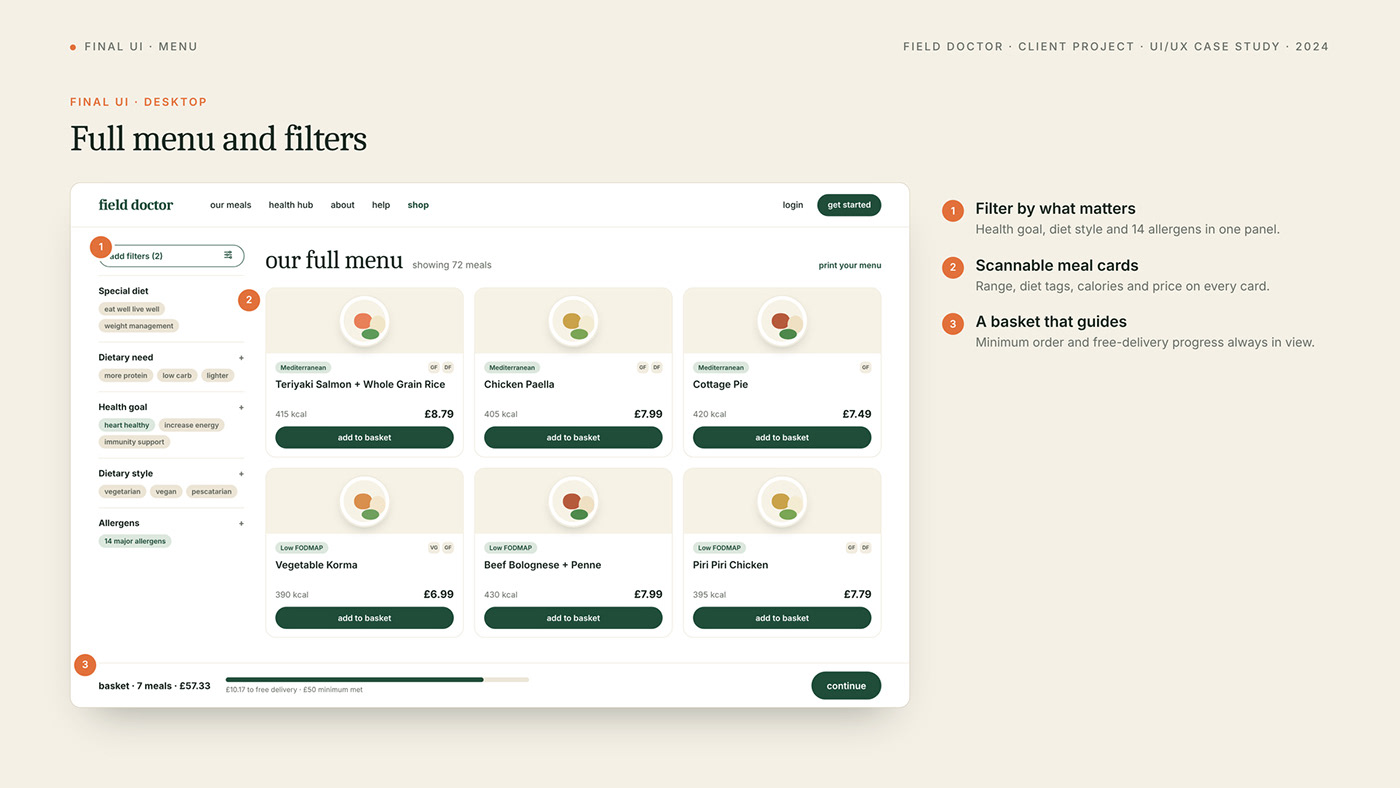 FINAL UI · MENU
FIELD DOCTOR · CLIENT PROJECT · UI/UX CASE STUDY · 2024
FINAL UI · DESKTOP
Full menu and filters
field doctor
our meals health hub about help shop
login get started
1
add filters (2)
Special diet
eat well live well
weight management
Dietary need +
more protein low carb lighter
Health goal +
heart healthy increase energy
immunity support
Dietary style +
vegetarian vegan pescatarian
Allergens +
14 major allergens
our full menu showing 72 meals
print your menu
2
Mediterranean GF DF
Teriyaki Salmon + Whole Grain Rice
415 kcal £8.79
add to basket
Mediterranean GF DF
Chicken Paella
405 kcal £7.99
add to basket
Mediterranean GF
Cottage Pie
420 kcal £7.49
add to basket
Low FODMAP VG GF
Vegetable Korma
390 kcal £6.99
add to basket
Low FODMAP
Beef Bolognese + Penne
430 kcal £7.99
add to basket
Low FODMAP GF DF
Piri Piri Chicken
395 kcal £7.79
add to basket
3
basket · 7 meals · £57.33
£10.17 to free delivery · £50 minimum met
continue
1 Filter by what matters
Health goal, diet style and 14 allergens in one panel.
2 Scannable meal cards
Range, diet tags, calories and price on every card.
3 A basket that guides
Minimum order and free-delivery progress always in view.